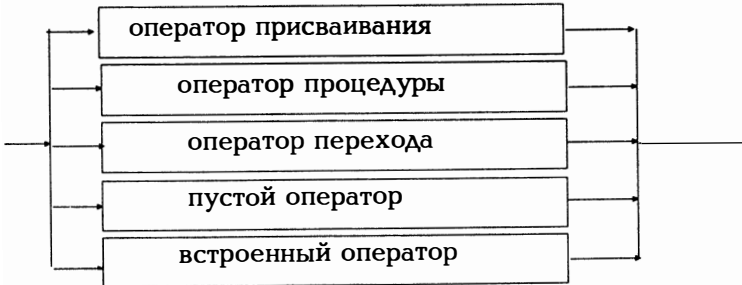 оператор присваивания
оператор процедуры
оператор перехода
пустой оператор
встроенный оператор